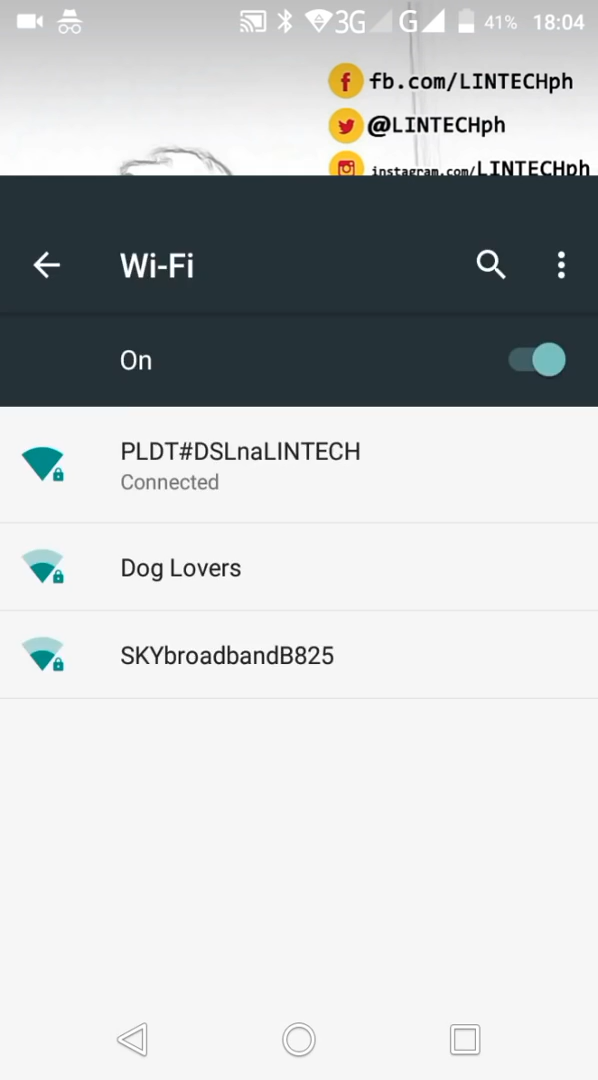 3G G 41% 18:04
fb.com/LINTECHph
@LINTECHph
instagram.com/LINTECHph
Wi-Fi
On
PLDT#DSLnaLINTECH
Connected
Dog Lovers
SKYbroadbandB825